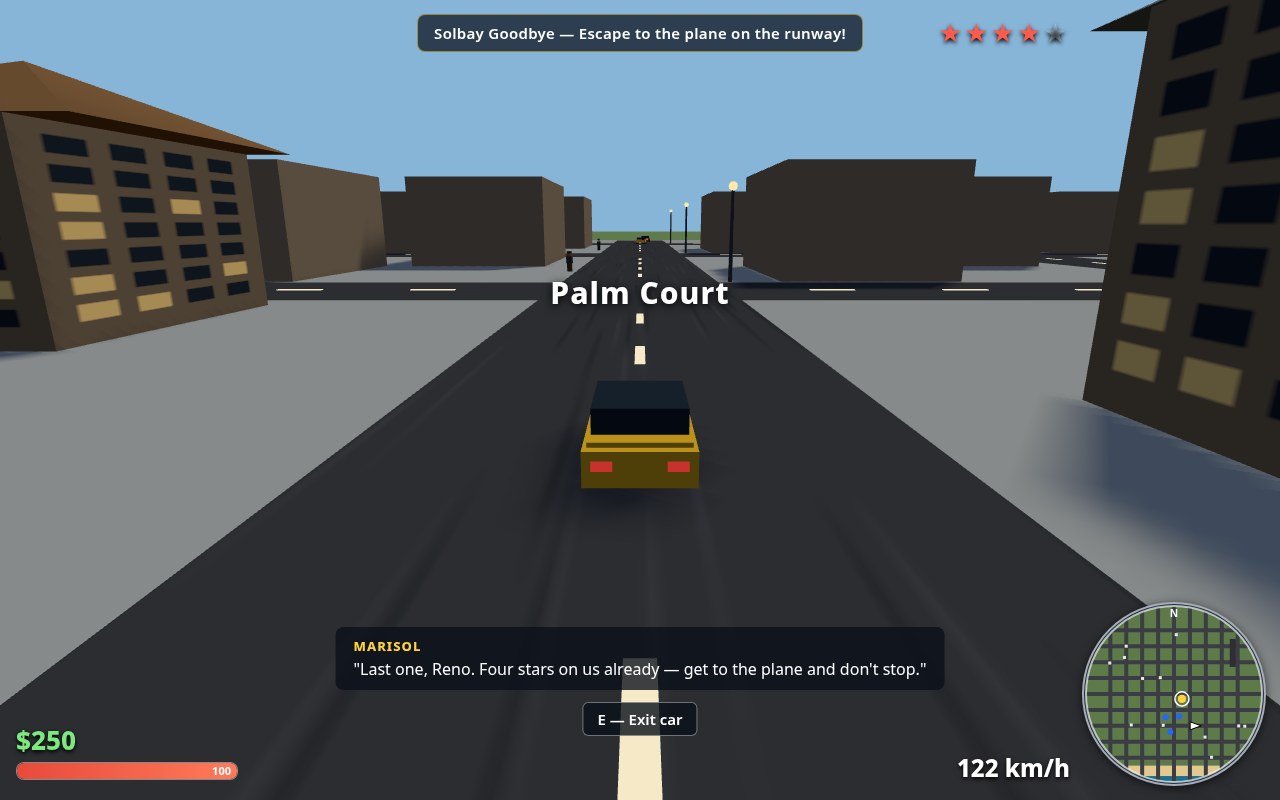 Solbay Goodbye — Escape to the plane on the runway!
Palm Court
MARISOL
"Last one, Reno. Four stars on us already — get to the plane and don't stop."
E — Exit car
$250
100
122 km/h
N